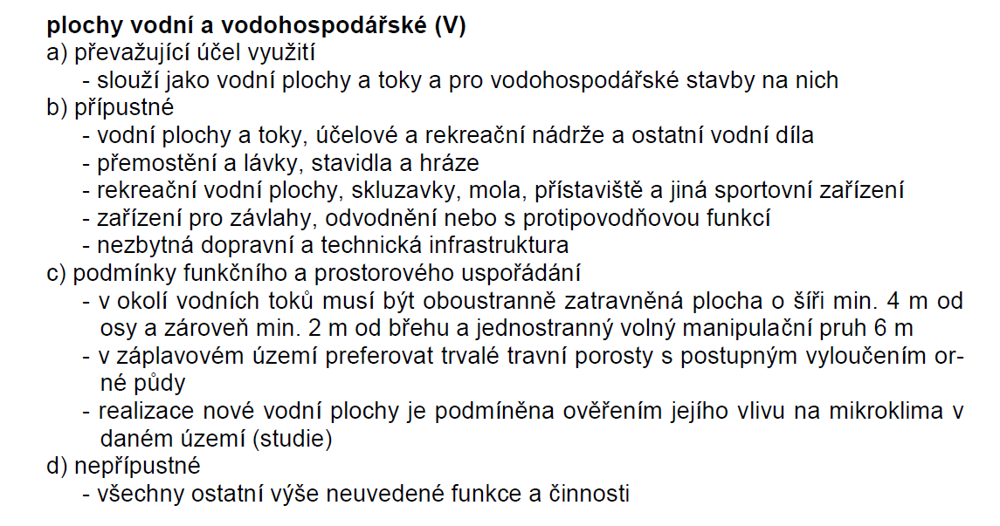 plochy vodní a vodohospodářské (V)
a) převažující účel využití
- slouží jako vodní plochy a toky a pro vodohospodářské stavby na nich
b) přípustné
- vodní plochy a toky, účelové a rekreační nádrže a ostatní vodní díla
- přemostění a lávky, stavidla a hráze
- rekreační vodní plochy, skluzavky, mola, přístaviště a jiná sportovní zařízení
- zařízení pro závlahy, odvodnění nebo s protipovodňovou funkcí
- nezbytná dopravní a technická infrastruktura
c) podmínky funkčního a prostorového uspořádání
- v okolí vodních toků musí být oboustranně zatravněná plocha o šíři min. 4 m od
osy a zároveň min. 2 m od břehu a jednostranný volný manipulační pruh 6 m
- v záplavovém území preferovat trvalé travní porosty s postupným vyloučením or-
né půdy
- realizace nové vodní plochy je podmíněna ověřením jejího vlivu na mikroklima v
daném území (studie)
d) nepřípustné
- všechny ostatní výše neuvedené funkce a činnosti